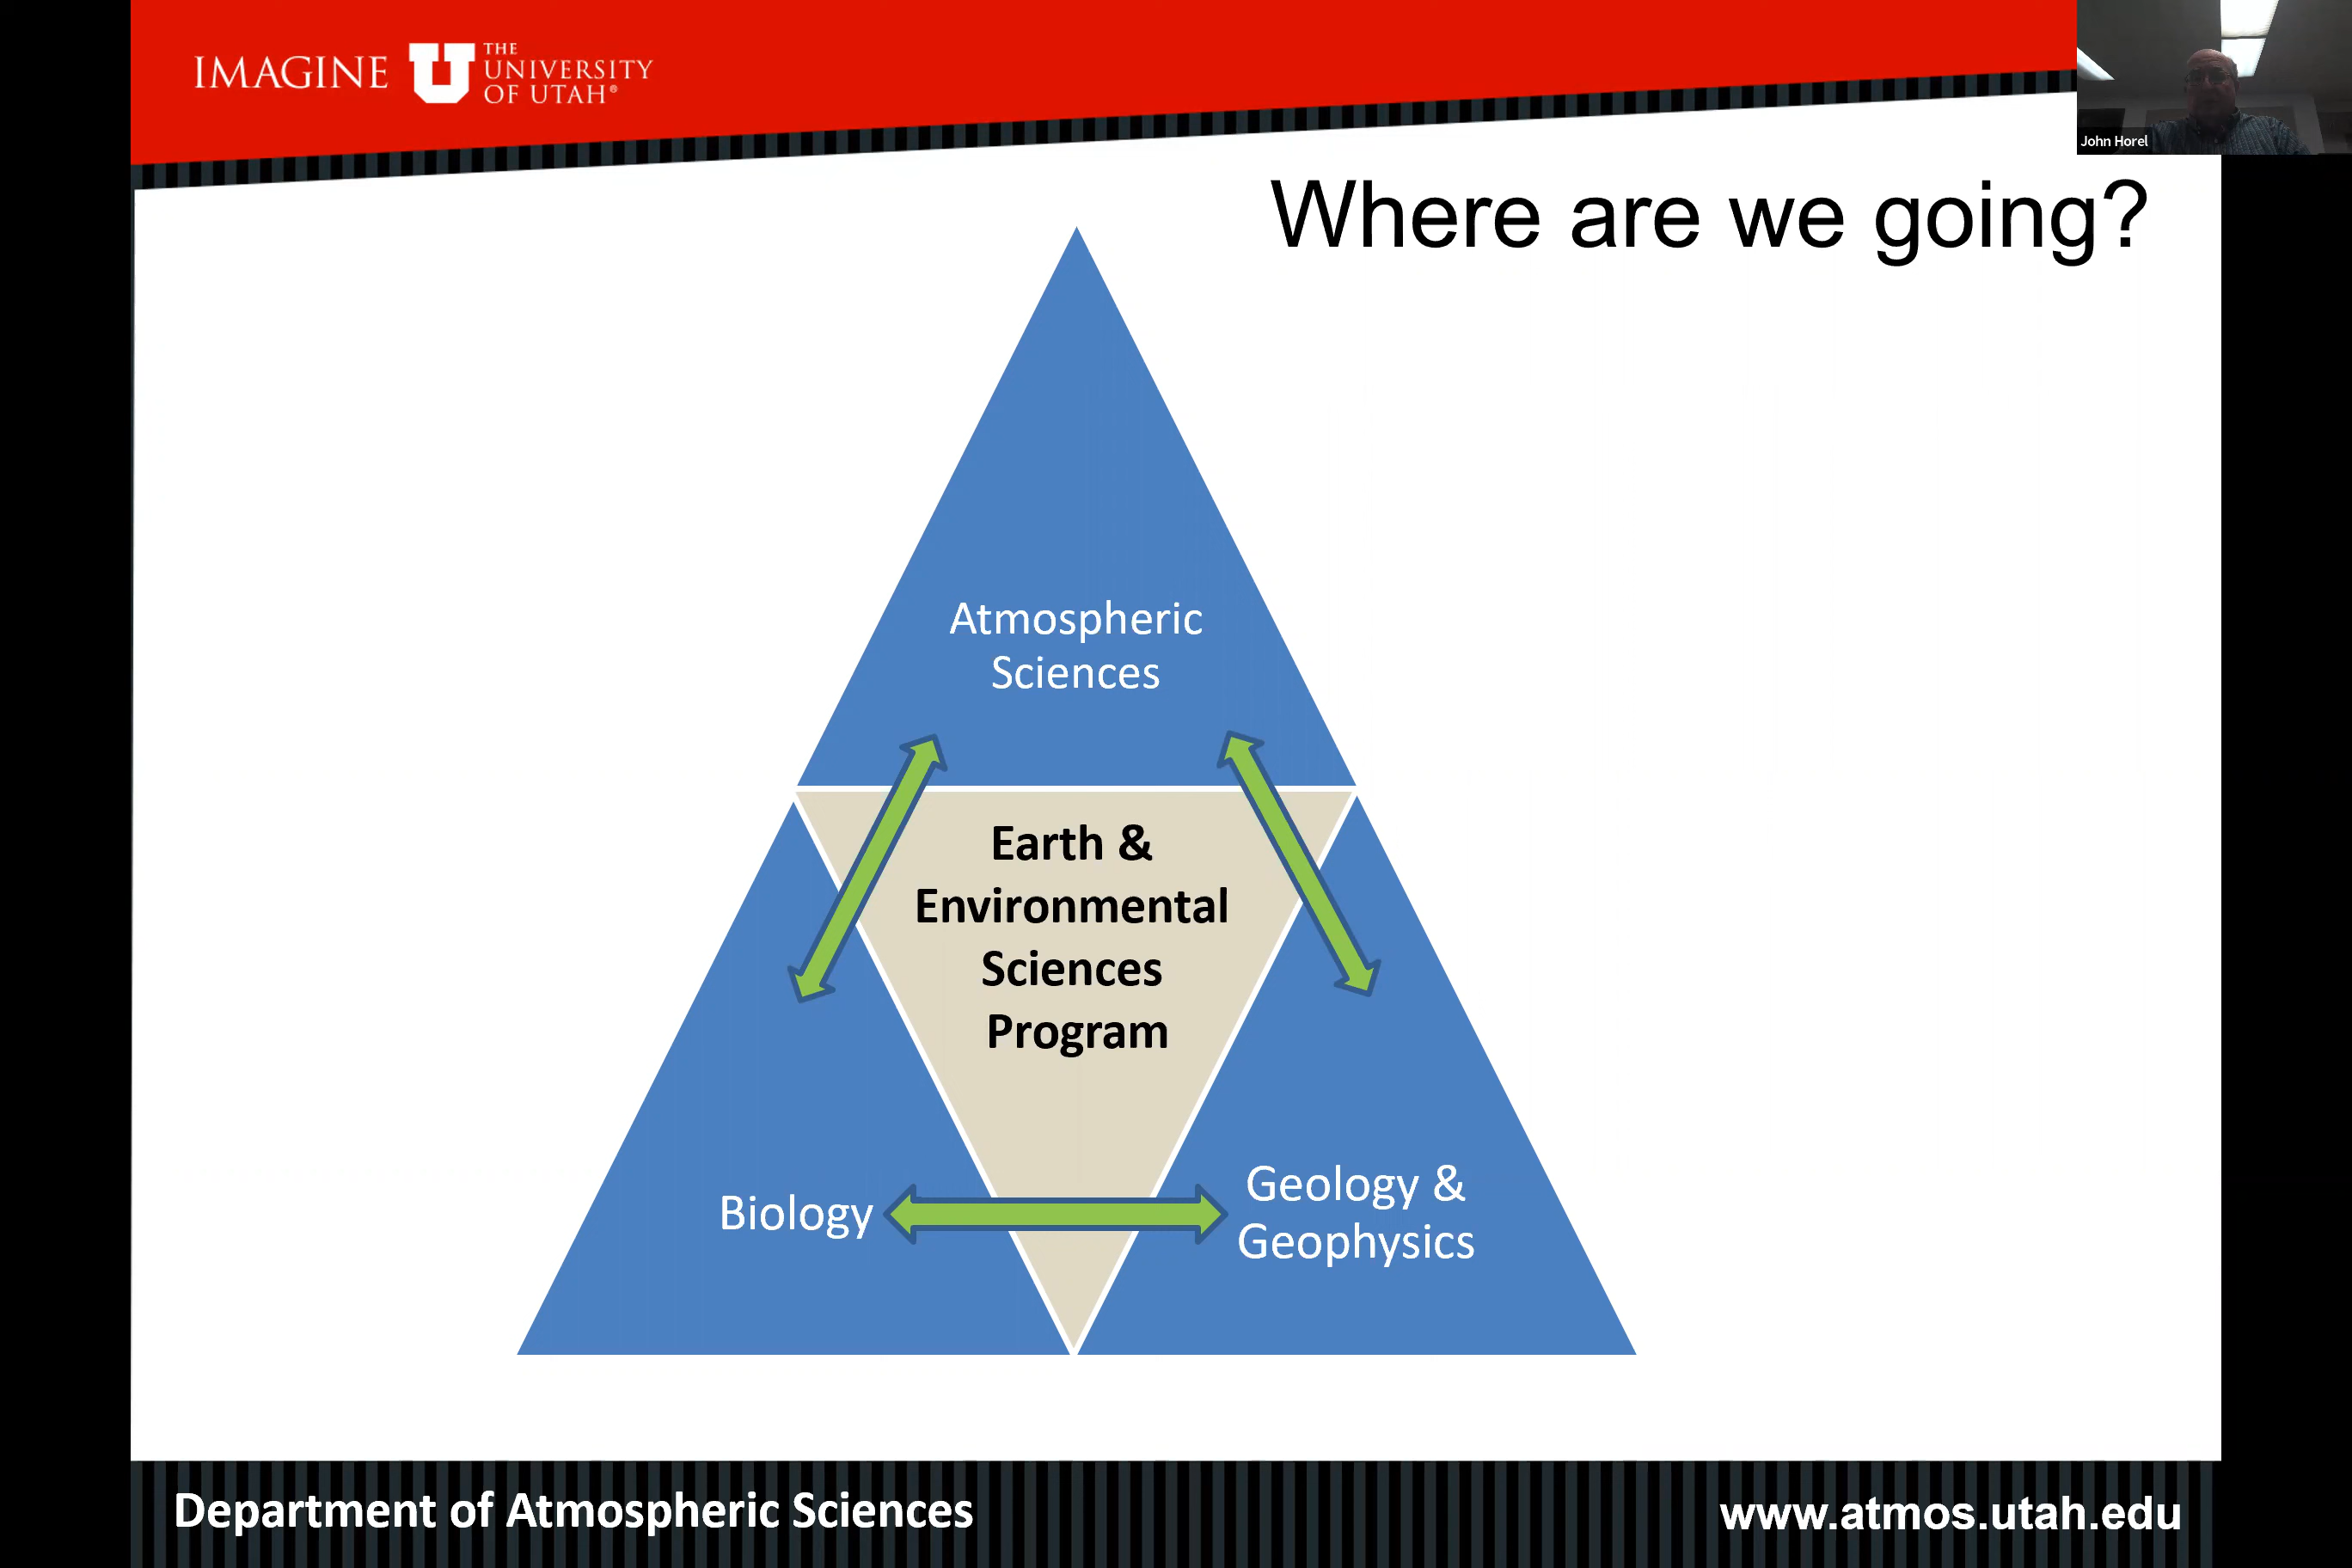 IMAGINE
THE
UNIVERSITY
OF UTAH®
John Horel
Where are we going?
Atmospheric
Sciences
Earth &
Environmental
Sciences
Program
Biology
Geology &
Geophysics
Department of Atmospheric Sciences
www.atmos.utah.edu